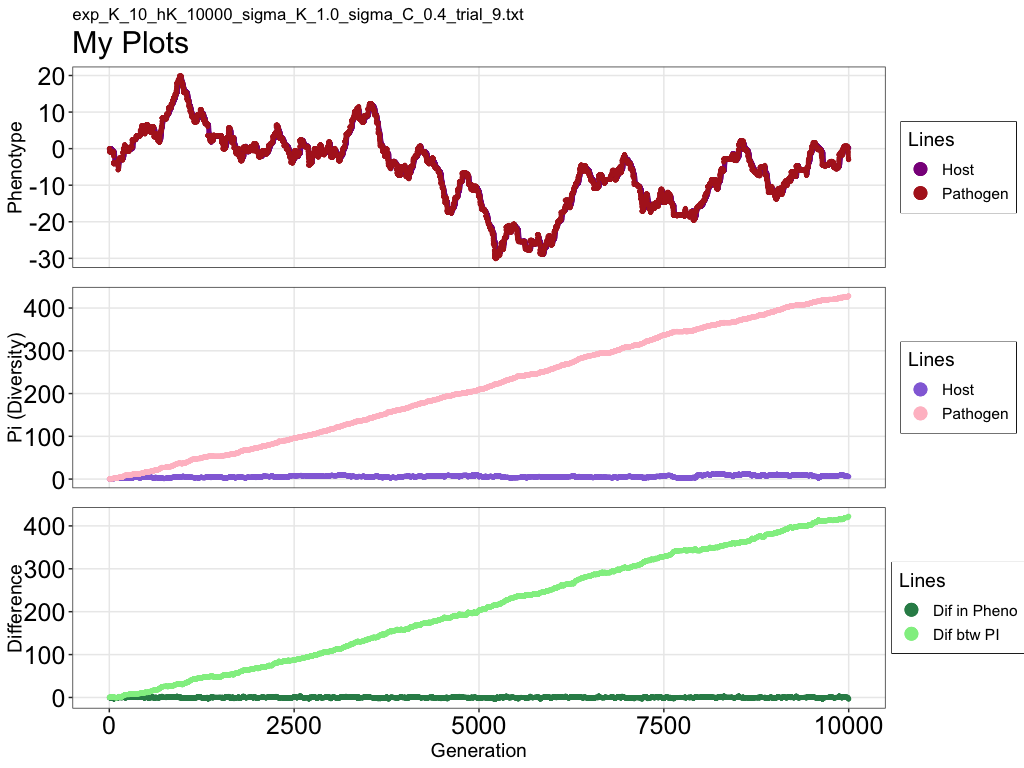 exp_K_10_hK_10000_sigma_K_1.0_sigma_C_0.4_trial_9.txt
My Plots
Phenotype
20
10
0
-10
-20
-30
Lines
Host
Pathogen
Pi (Diversity)
400
300
200
100
0
Lines
Host
Pathogen
Difference
400
300
200
100
0
Lines
Dif in Pheno
Dif btw PI
0 2500 5000 7500 10000
Generation